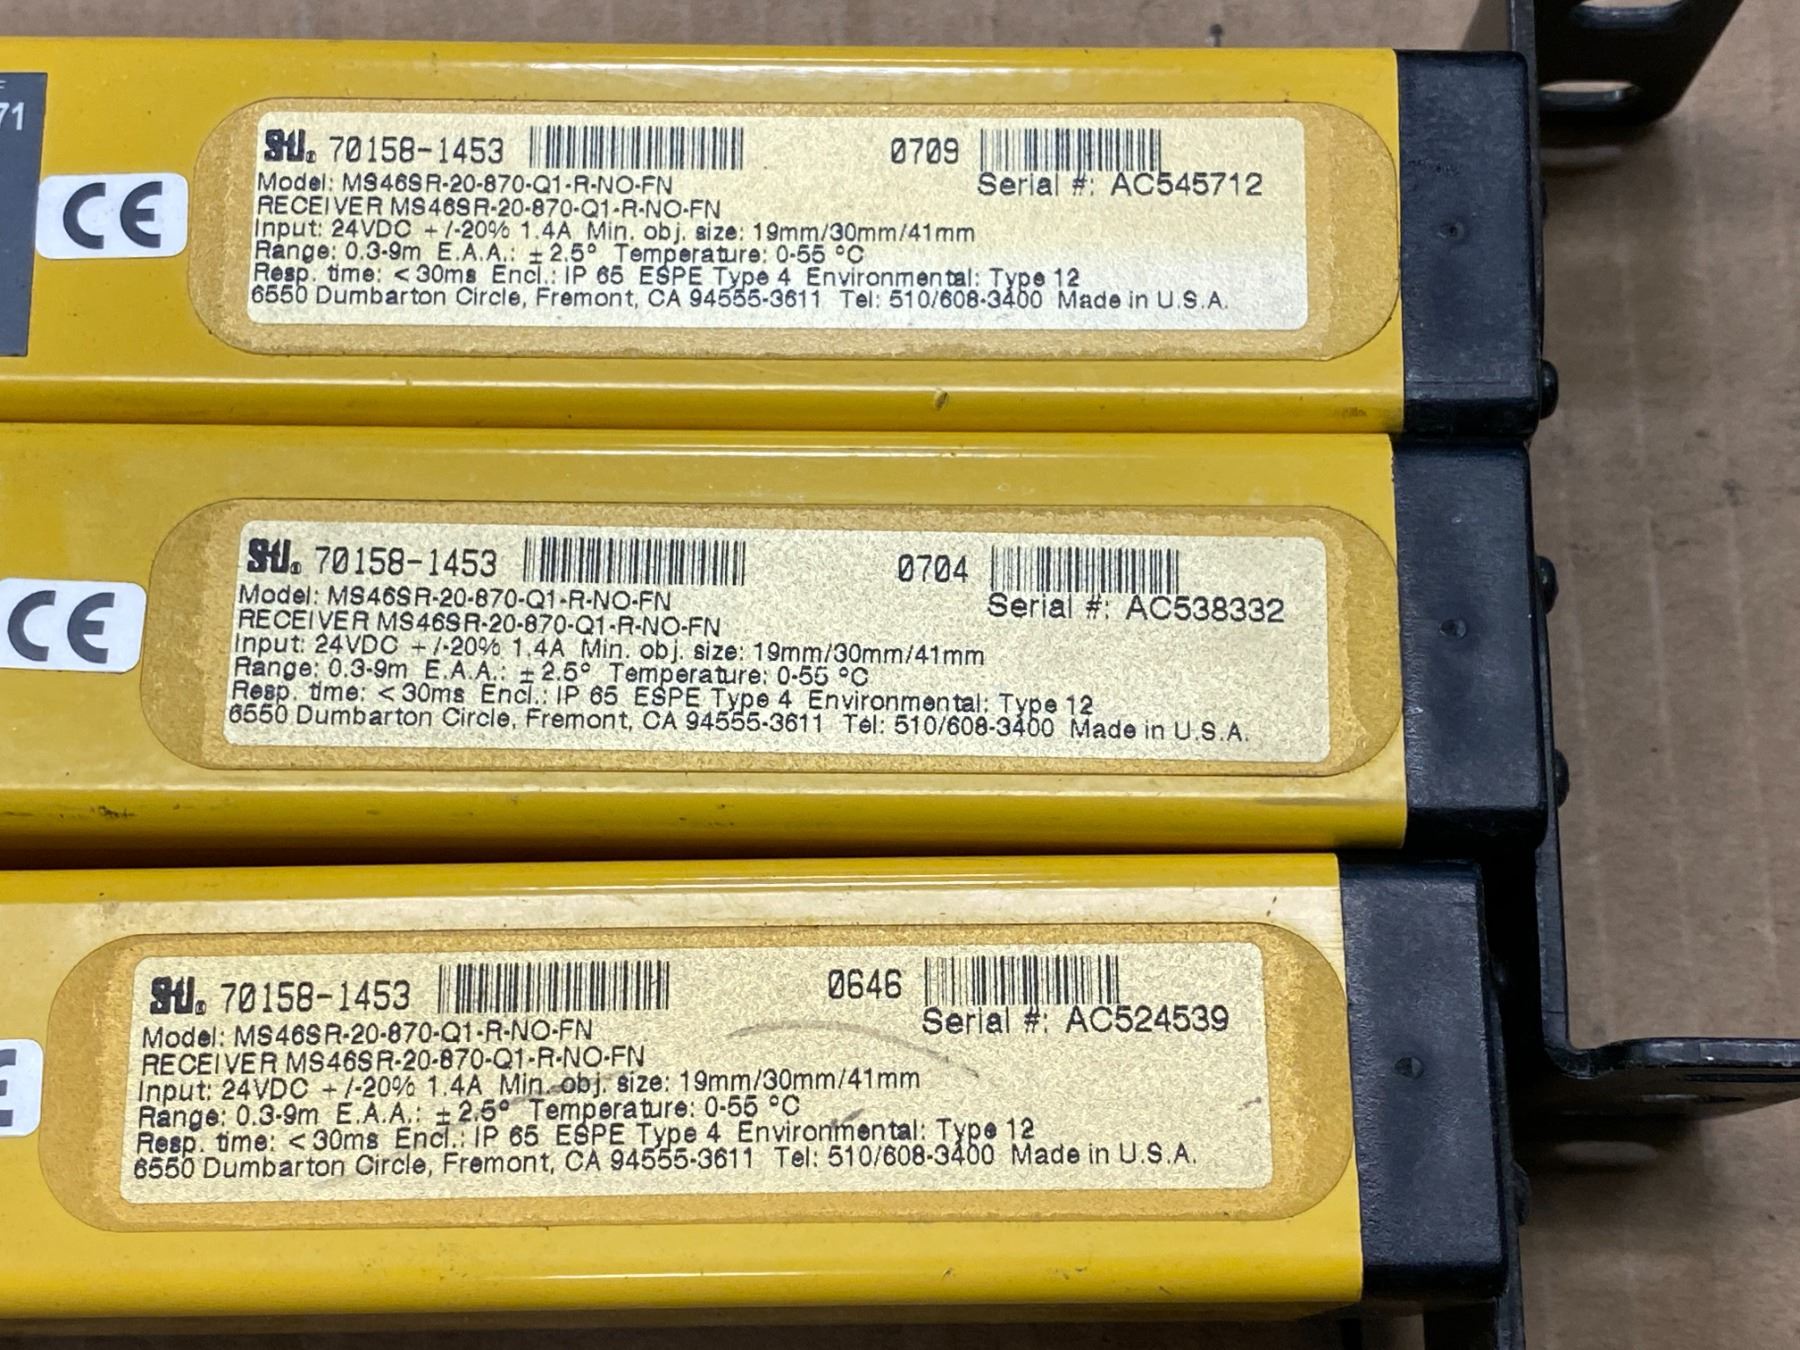 71
CE
STI® 70158-1453 0709
Model: MS46SR-20-870-Q1-R-NO-FN Serial #: AC545712
RECEIVER MS46SR-20-870-Q1-R-NO-FN
Input: 24VDC +/-20% 1.4A Min. obj. size: 19mm/30mm/41mm
Range: 0.3-9m E.A.A.: ±2.5° Temperature: 0-55 °C
Resp. time: <30ms Encl.: IP 65 ESPE Type 4 Environmental: Type 12
6550 Dumbarton Circle, Fremont, CA 94555-3611 Tel: 510/608-3400 Made in U.S.A.
CE
STI® 70158-1453 0704
Model: MS46SR-20-870-Q1-R-NO-FN Serial #: AC538332
RECEIVER MS46SR-20-870-Q1-R-NO-FN
Input: 24VDC +/-20% 1.4A Min. obj. size: 19mm/30mm/41mm
Range: 0.3-9m E.A.A.: ±2.5° Temperature: 0-55 °C
Resp. time: <30ms Encl.: IP 65 ESPE Type 4 Environmental: Type 12
6550 Dumbarton Circle, Fremont, CA 94555-3611 Tel: 510/608-3400 Made in U.S.A.
E
STI® 70158-1453 0646
Model: MS46SR-20-870-Q1-R-NO-FN Serial #: AC524539
RECEIVER MS46SR-20-870-Q1-R-NO-FN
Input: 24VDC +/-20% 1.4A Min. obj. size: 19mm/30mm/41mm
Range: 0.3-9m E.A.A.: ±2.5° Temperature: 0-55 °C
Resp. time: <30ms Encl.: IP 65 ESPE Type 4 Environmental: Type 12
6550 Dumbarton Circle, Fremont, CA 94555-3611 Tel: 510/608-3400 Made in U.S.A.